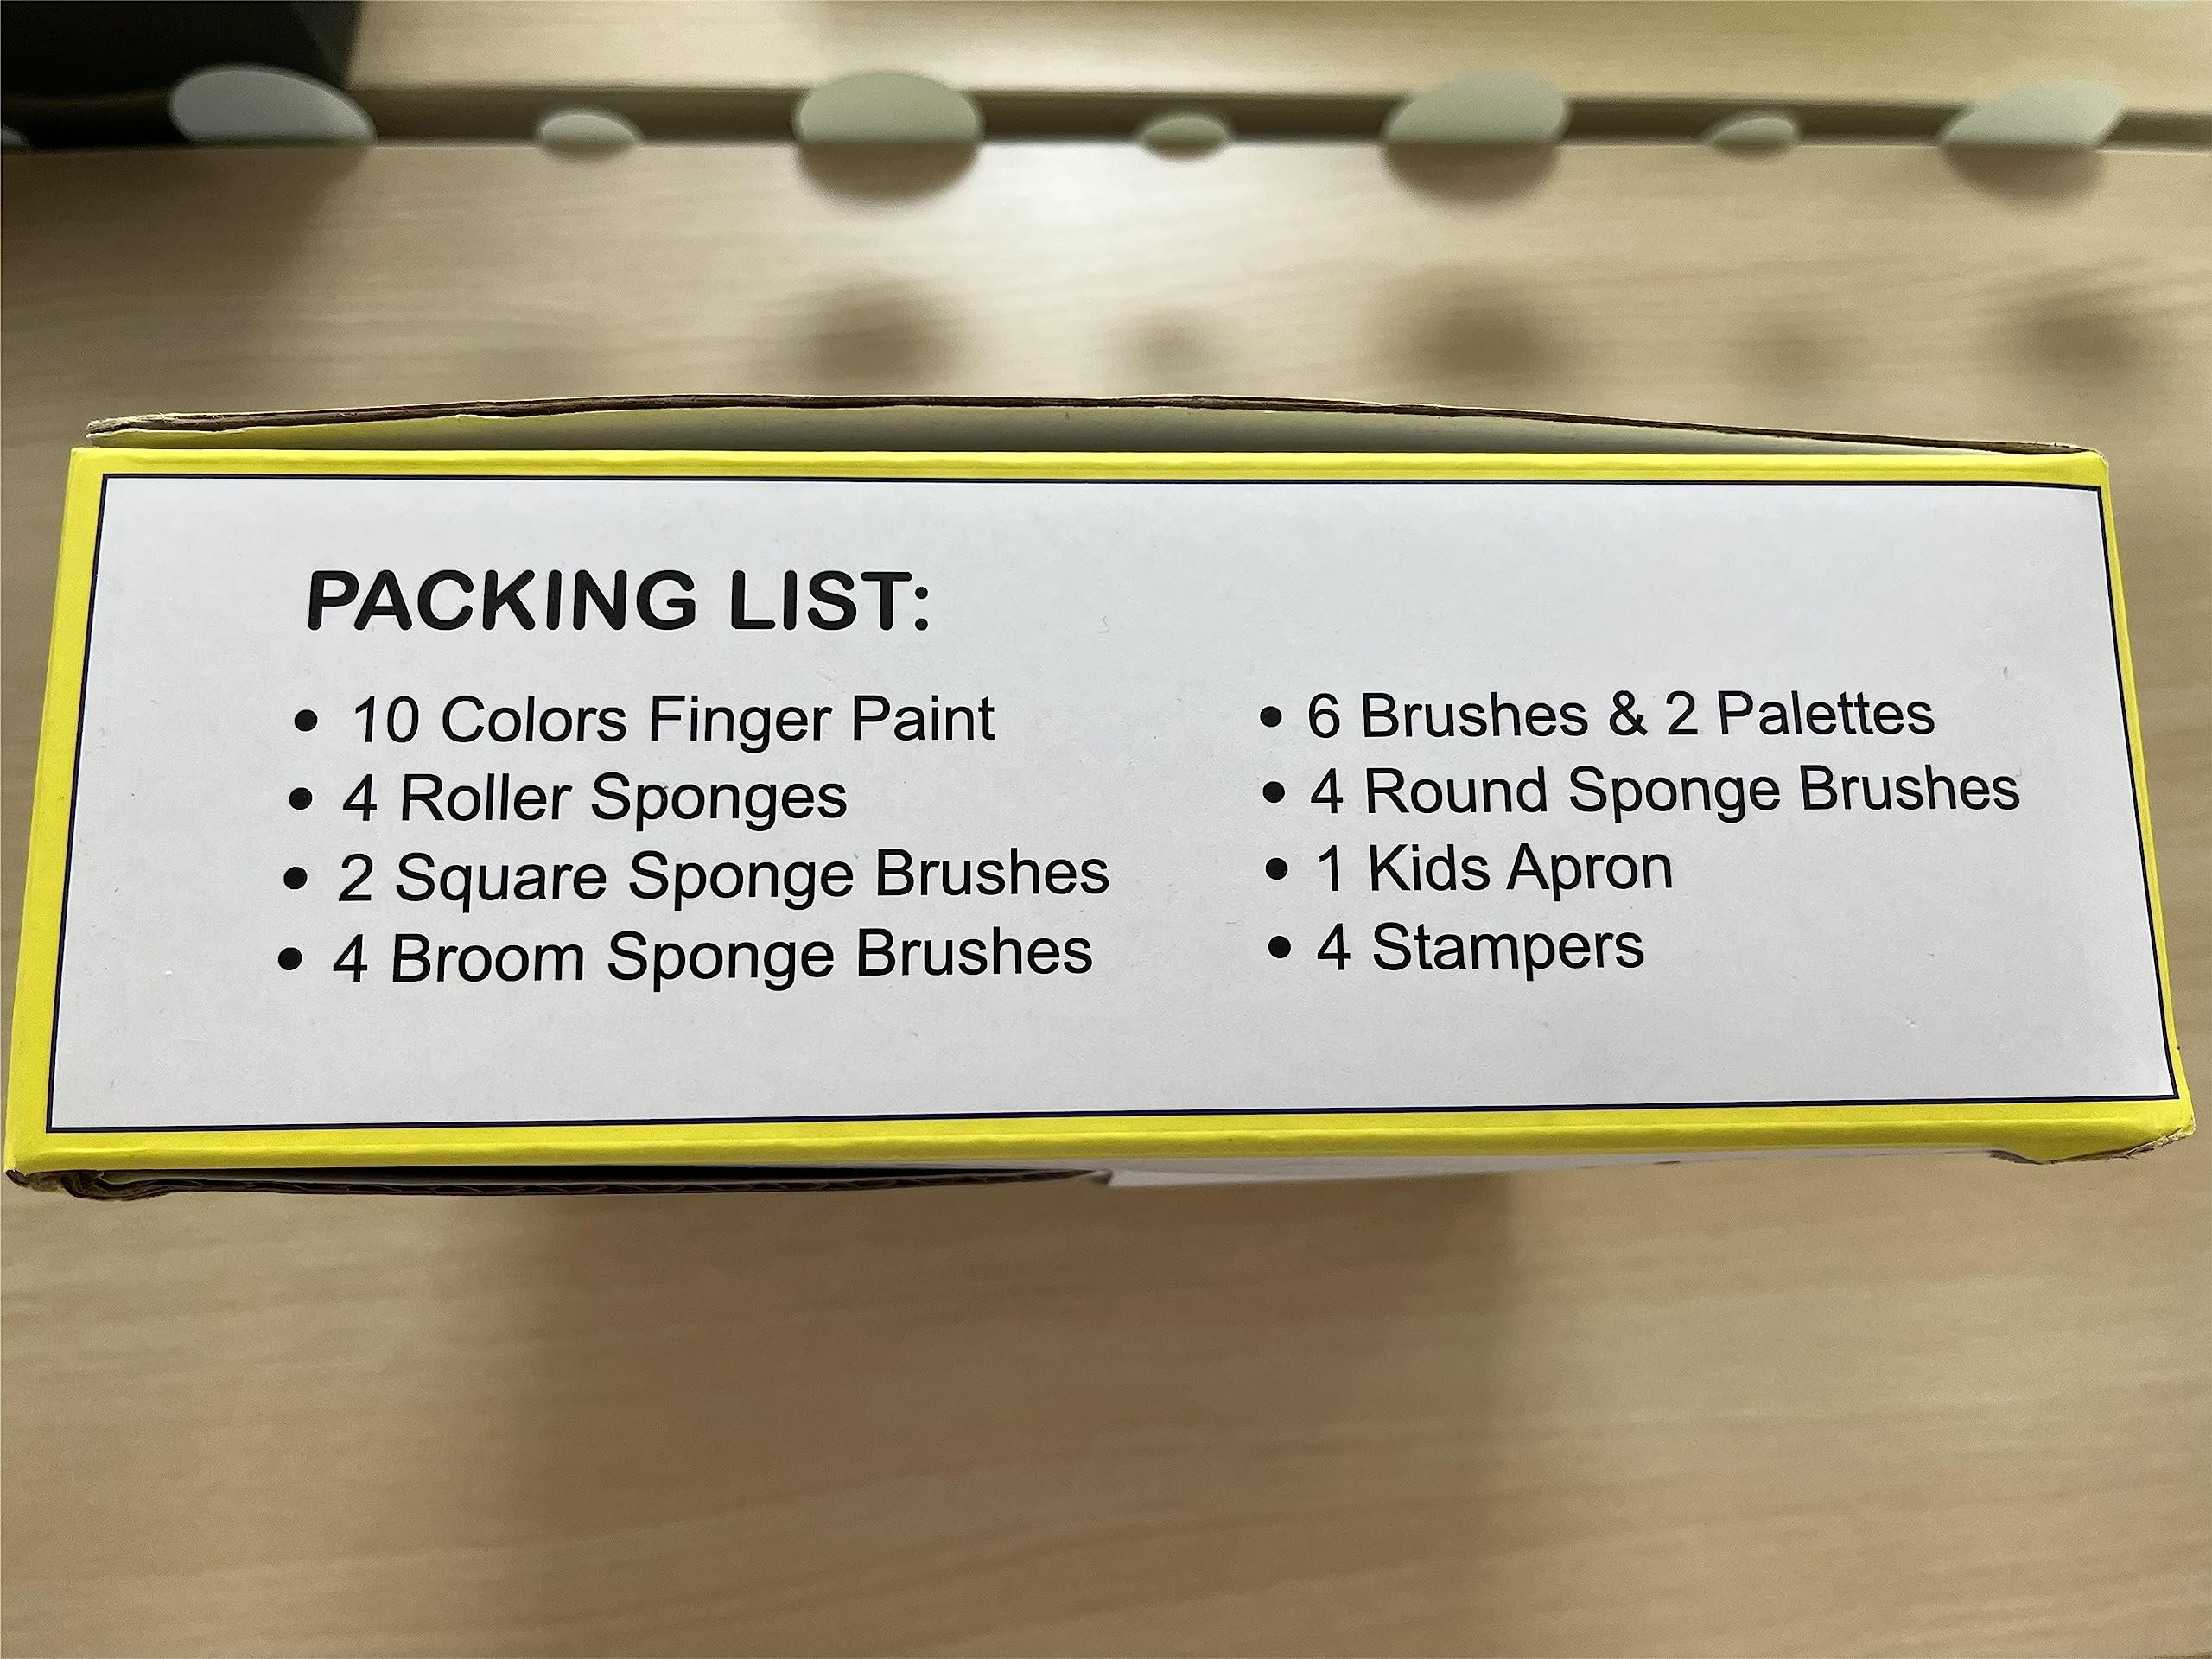 PACKING LIST:
• 10 Colors Finger Paint
• 4 Roller Sponges
• 2 Square Sponge Brushes
• 4 Broom Sponge Brushes
• 6 Brushes & 2 Palettes
• 4 Round Sponge Brushes
• 1 Kids Apron
• 4 Stampers